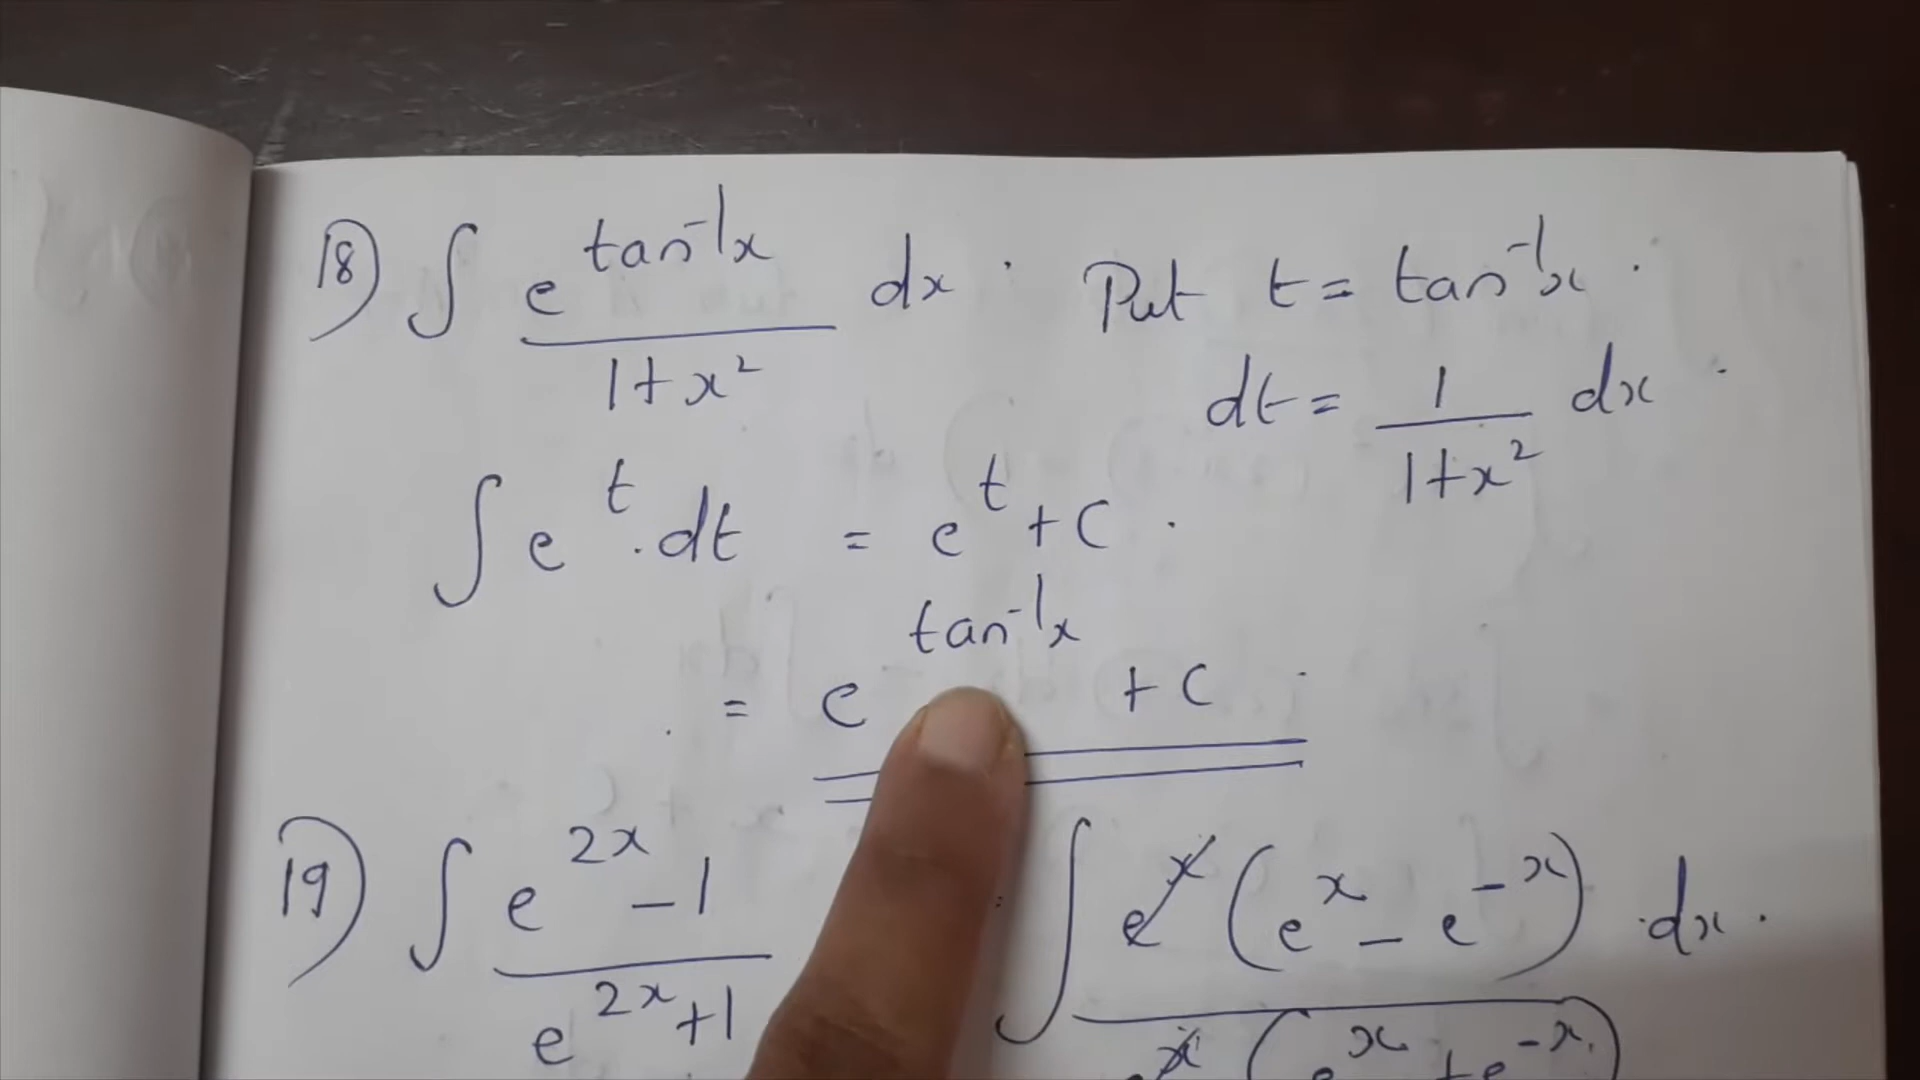 18) ∫ e^(tan⁻¹x) / (1+x²) dx . Put t = tan⁻¹x .
dt = 1/(1+x²) dx .
∫ e^t . dt = e^t + C .
= e^(tan⁻¹x) + C .
19) ∫ (e^(2x) − 1) / (e^(2x) + 1) : ∫ e^x (e^x − e^(−x)) / e^x (e^x + e^(−x)) . dx .